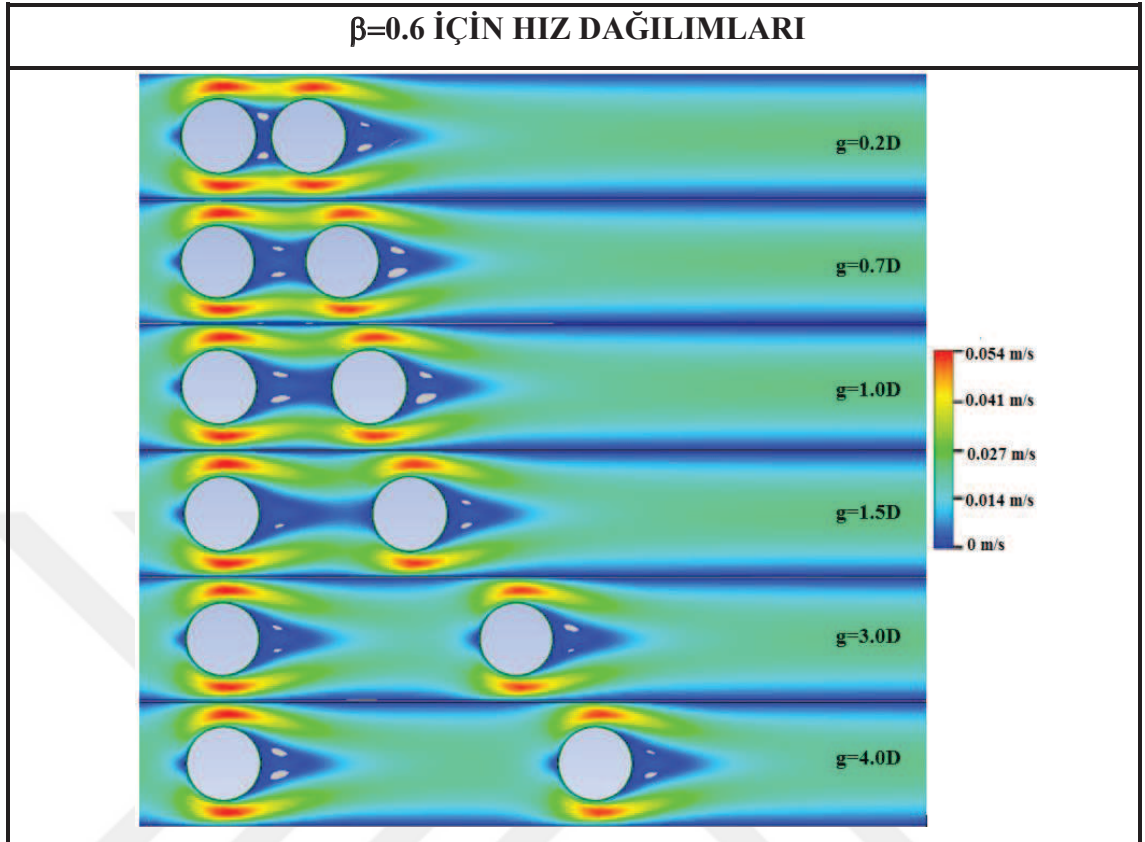 β=0.6 İÇİN HIZ DAĞILIMLARI
g=0.2D
g=0.7D
g=1.0D
g=1.5D
g=3.0D
g=4.0D
0.054 m/s
0.041 m/s
0.027 m/s
0.014 m/s
0 m/s